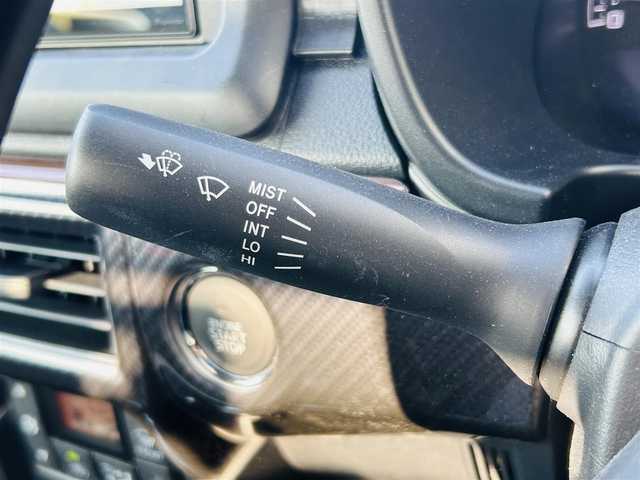 MIST
OFF
INT
LO
HI
ENGINE
START
STOP